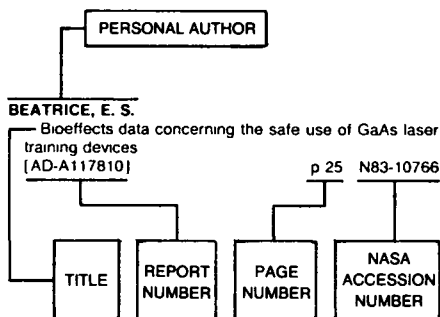 PERSONAL AUTHOR
BEATRICE, E. S.
Bioeffects data concerning the safe use of GaAs laser
training devices
[AD-A117810] p 25 N83-10766
TITLE
REPORT
NUMBER
PAGE
NUMBER
NASA
ACCESSION
NUMBER